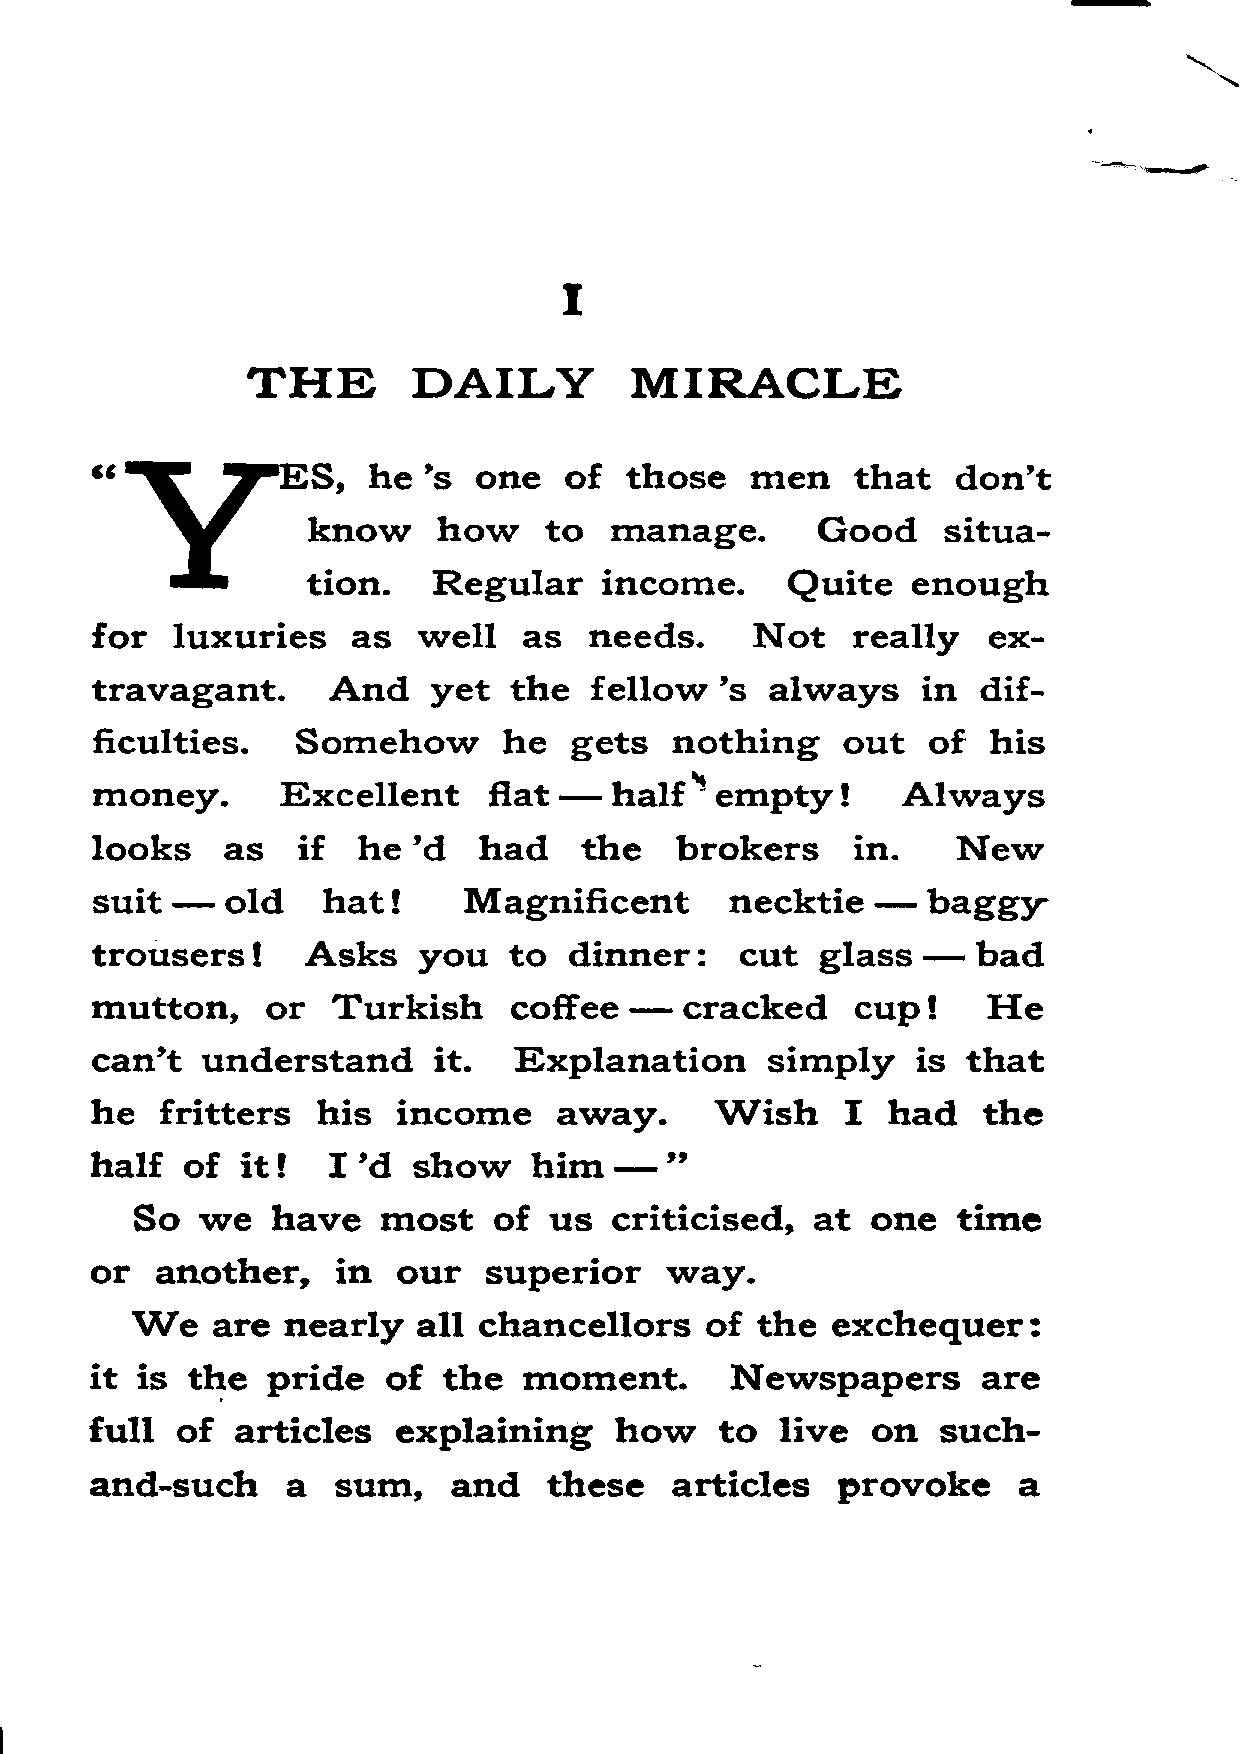 I
THE DAILY MIRACLE
“YES, he ’s one of those men that don’t
know how to manage. Good situa-
tion. Regular income. Quite enough
for luxuries as well as needs. Not really ex-
travagant. And yet the fellow ’s always in dif-
ficulties. Somehow he gets nothing out of his
money. Excellent flat — half empty! Always
looks as if he ’d had the brokers in. New
suit — old hat! Magnificent necktie — baggy
trousers! Asks you to dinner: cut glass — bad
mutton, or Turkish coffee — cracked cup! He
can’t understand it. Explanation simply is that
he fritters his income away. Wish I had the
half of it! I ’d show him — ”
So we have most of us criticised, at one time
or another, in our superior way.
We are nearly all chancellors of the exchequer:
it is the pride of the moment. Newspapers are
full of articles explaining how to live on such-
and-such a sum, and these articles provoke a